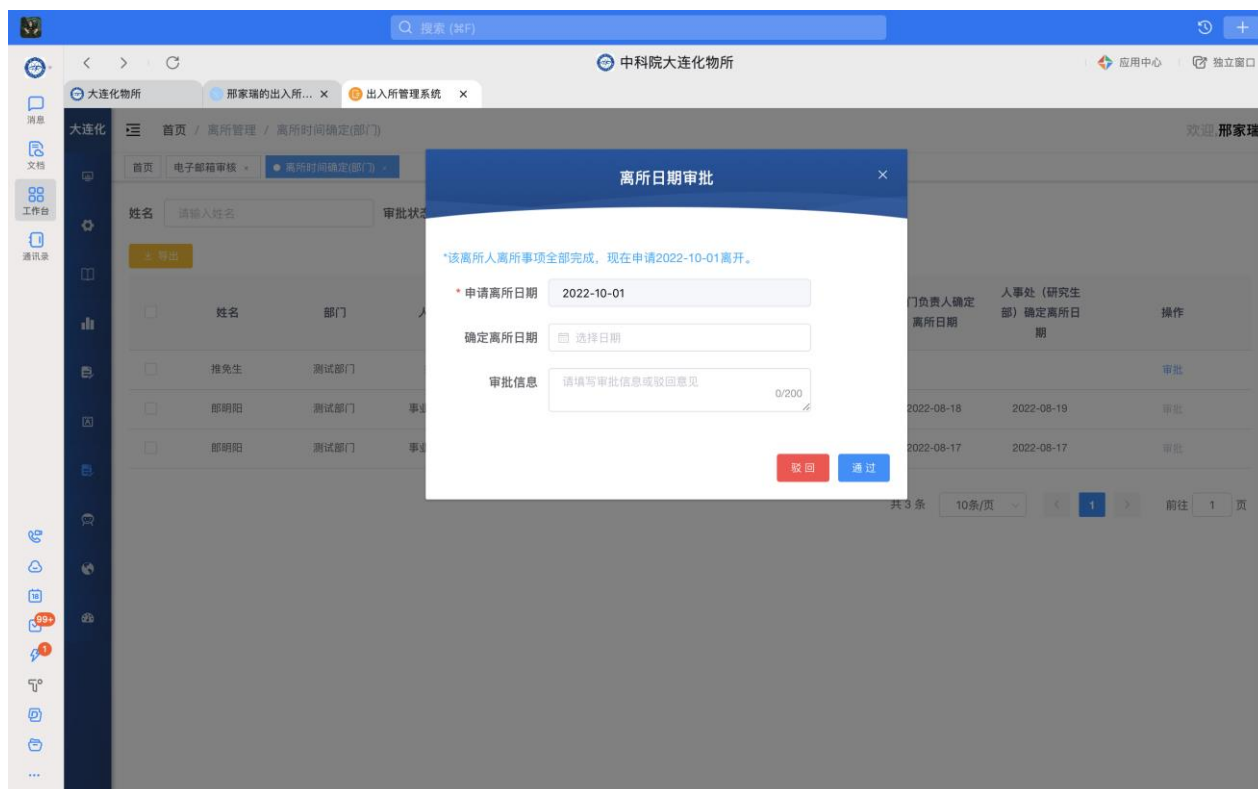 搜索 (⌘F)
中科院大连化物所
应用中心
独立窗口
大连化物所
邢家瑞的出入所...
出入所管理系统
消息
文档
工作台
通讯录
18
99+
1
大连化
首页 / 离所管理 / 离所时间确定(部门)
欢迎,邢家瑞
首页
电子邮箱审核
离所时间确定(部门)
姓名
请输入姓名
审批状态
导出
离所日期审批
*该离所人离所事项全部完成，现在申请2022-10-01离开。
* 申请离所日期
2022-10-01
确定离所日期
选择日期
审批信息
请填写审批信息或驳回意见
0/200
驳回
通过
姓名
部门
人
门负责人确定
离所日期
人事处（研究生
部）确定离所日
期
操作
推免生
测试部门
审批
郎明阳
测试部门
事业
2022-08-18
2022-08-19
审批
郎明阳
测试部门
事业
2022-08-17
2022-08-17
审批
共 3 条
10条/页
1
前往
1
页